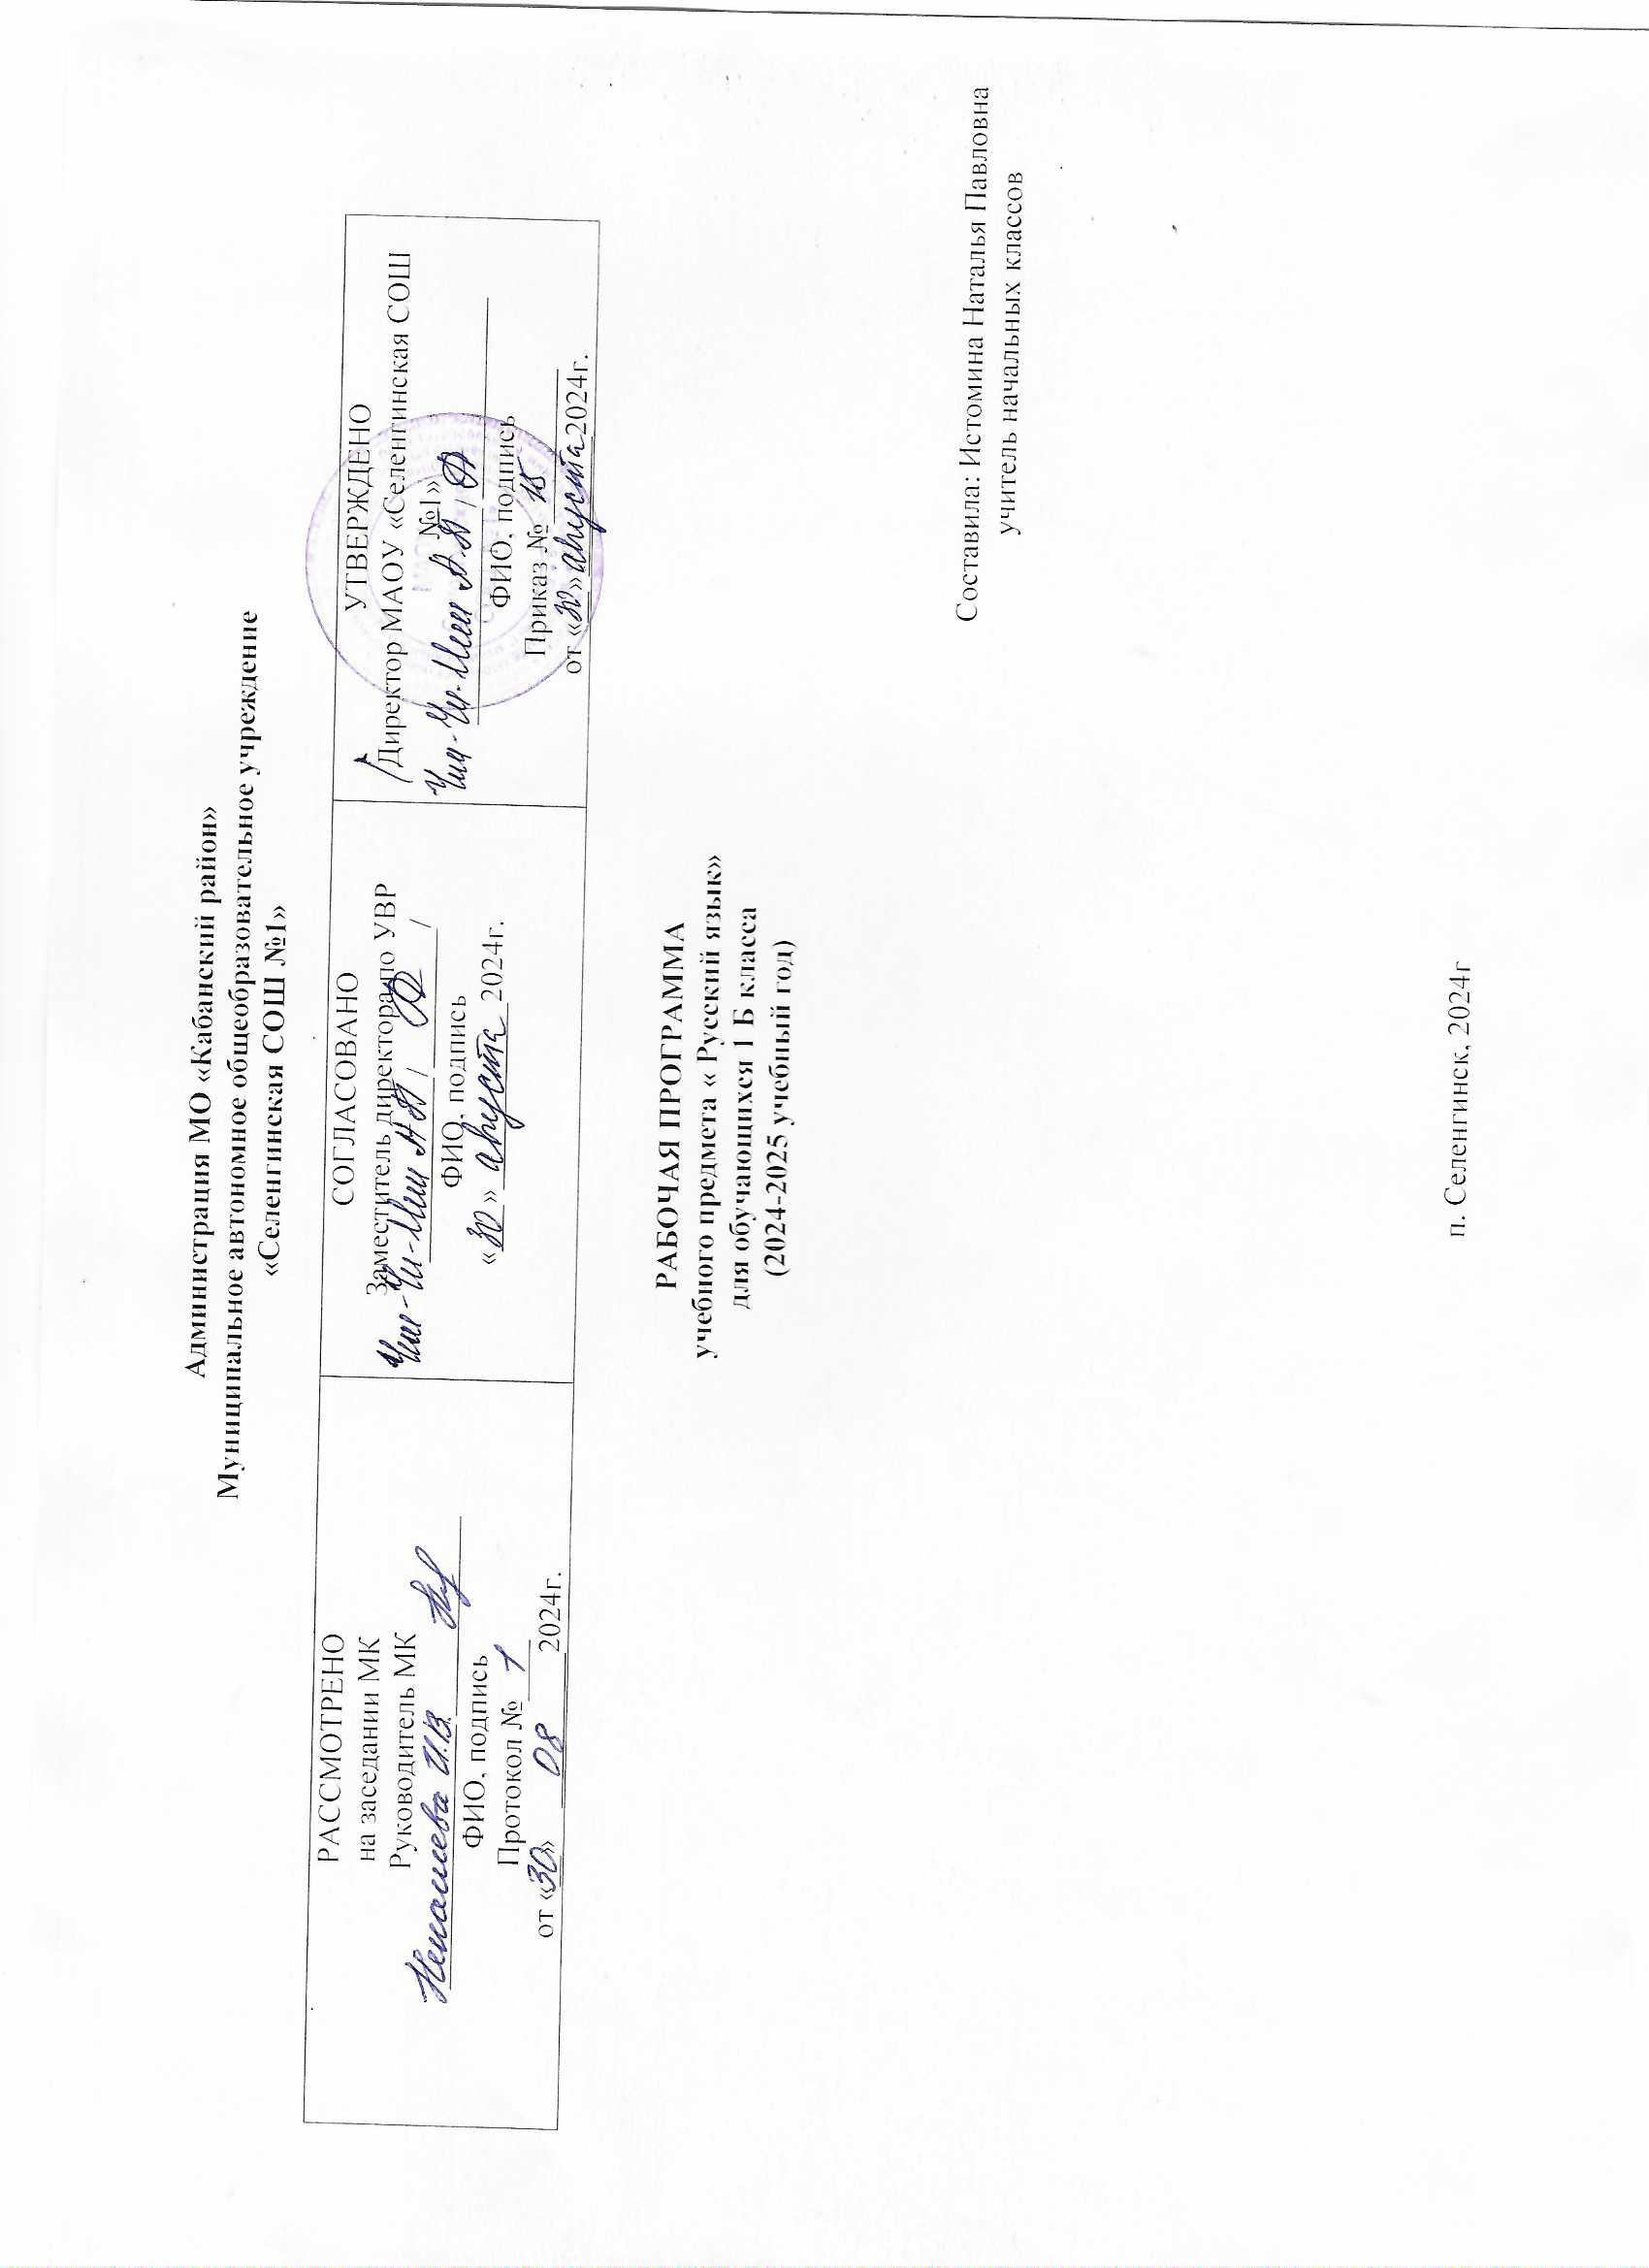 Администрация МО «Кабанский район»
Муниципальное автономное общеобразовательное учреждение
«Селенгинская СОШ №1»
РАССМОТРЕНО
на заседании МК
Руководитель МК
И.В.
ФИО, подпись
Протокол № 1
от «30» 08 2024г.
СОГЛАСОВАНО
Заместитель директора по УВР
ФИО, подпись
«30» августа 2024г.
УТВЕРЖДЕНО
Директор МАОУ «Селенгинская СОШ
№1»
ФИО, подпись
Приказ № 15
от «30» августа 2024г.
РАБОЧАЯ ПРОГРАММА
учебного предмета « Русский язык»
для обучающихся 1 Б класса
(2024-2025 учебный год)
Составила: Истомина Наталья Павловна
учитель начальных классов
п. Селенгинск, 2024г